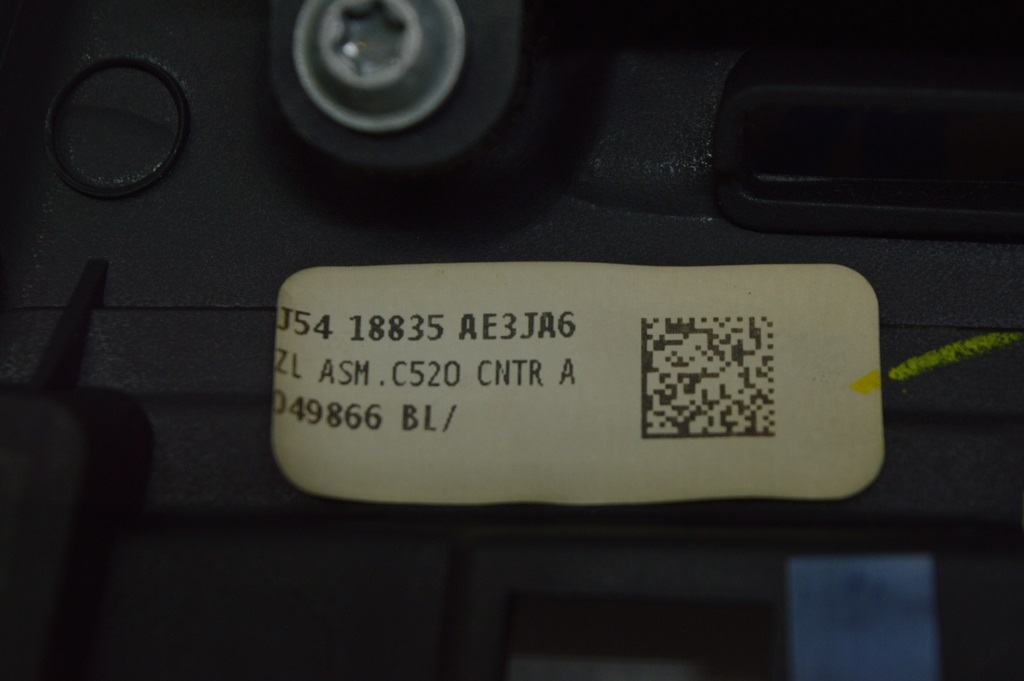 J54 18835 AE3JA6
ZL ASM.C520 CNTR A
049866 BL/